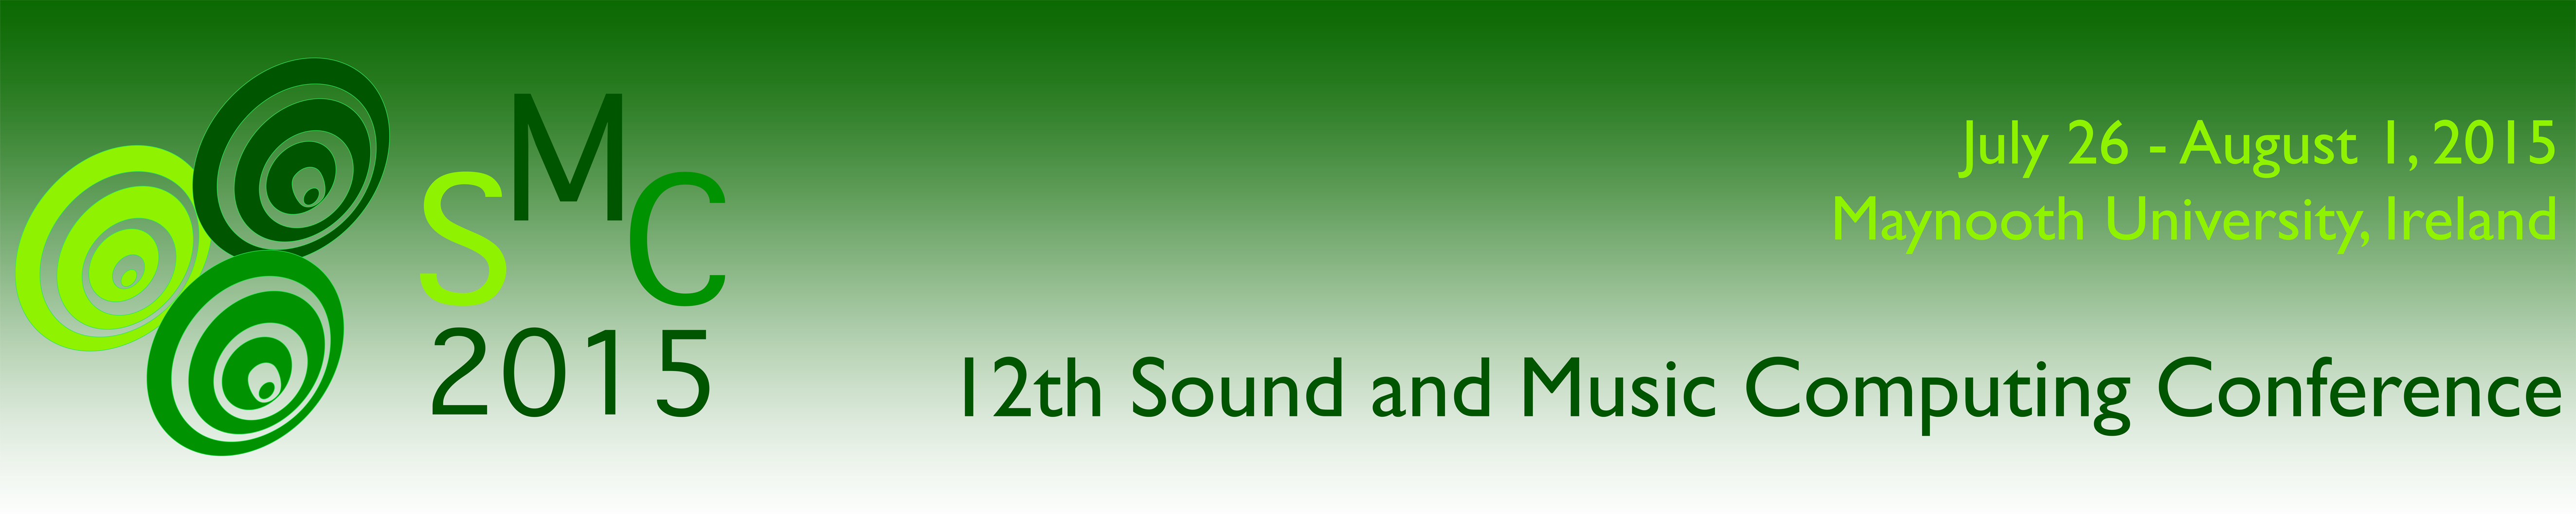 SMC
2015
July 26 - August 1, 2015
Maynooth University, Ireland
12th Sound and Music Computing Conference